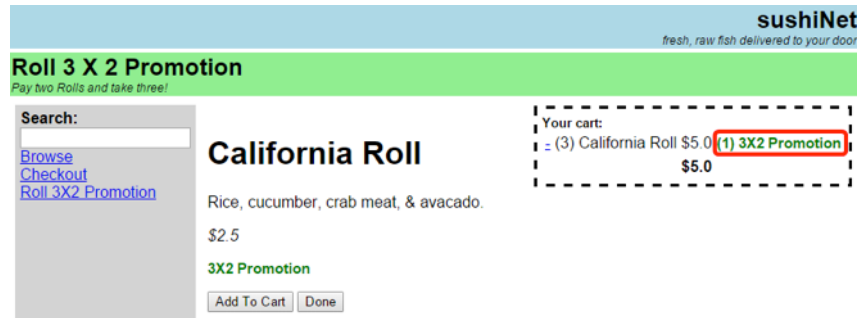 sushiNet
fresh, raw fish delivered to your door
Roll 3 X 2 Promotion
Pay two Rolls and take three!
Search:
Browse
Checkout
Roll 3X2 Promotion
California Roll
Rice, cucumber, crab meat, & avacado.
$2.5
3X2 Promotion
Add To Cart Done
Your cart:
- (3) California Roll $5.0 (1) 3X2 Promotion
$5.0